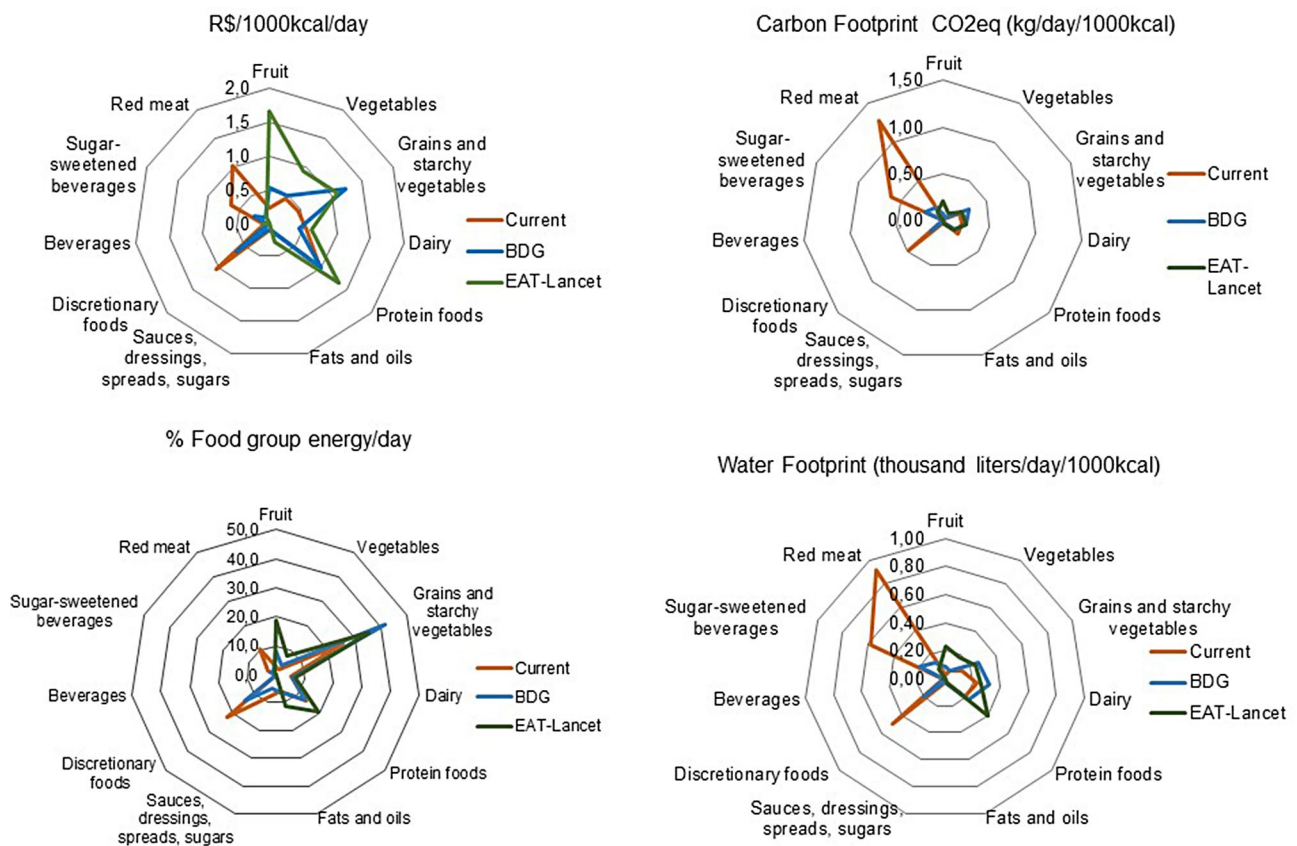 R$/1000kcal/day
Fruit
2,0
Vegetables
Red meat
1,5
Sugar-
sweetened
beverages
Grains and
starchy
vegetables
1,0
0,5
0,0
Beverages
Dairy
Discretionary
foods
Protein foods
Sauces,
dressings,
spreads, sugars
Fats and oils
Current
BDG
EAT-Lancet
Carbon Footprint CO2eq (kg/day/1000kcal)
Fruit
1,50
Red meat
Vegetables
1,00
Sugar-
sweetened
beverages
Grains and
starchy
vegetables
0,50
0,00
Beverages
Dairy
Discretionary
foods
Protein foods
Sauces,
dressings,
spreads, sugars
Fats and oils
Current
BDG
EAT-
Lancet
% Food group energy/day
Fruit
50,0
Red meat
Vegetables
40,0
30,0
Sugar-sweetened
beverages
Grains and
starchy
vegetables
20,0
10,0
0,0
Beverages
Dairy
Discretionary
foods
Protein foods
Sauces,
dressings,
spreads, sugars
Fats and oils
Current
BDG
EAT-Lancet
Water Footprint (thousand liters/day/1000kcal)
Fruit
1,00
Red meat
Vegetables
0,80
0,60
Sugar-sweetened
beverages
Grains and starchy
vegetables
0,40
0,20
0,00
Beverages
Dairy
Discretionary foods
Protein foods
Sauces, dressings,
spreads, sugars
Fats and oils
Current
BDG
EAT-Lancet